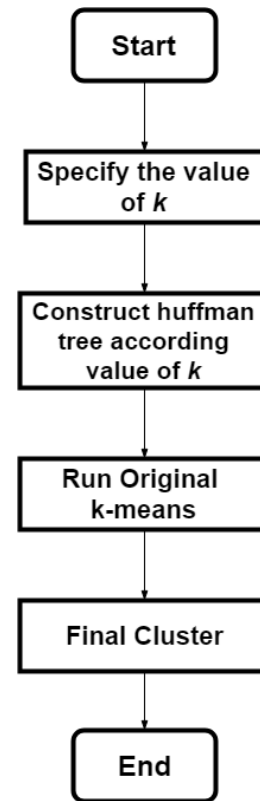 Start
Specify the value
of k
Construct huffman
tree according
value of k
Run Original
k-means
Final Cluster
End